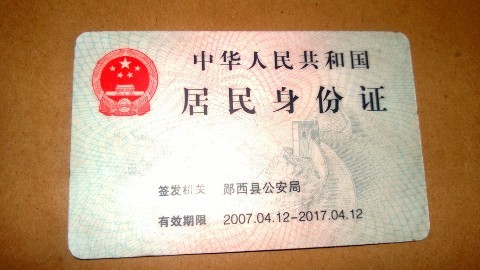 中华人民共和国
居民身份证
签发机关 郧西县公安局
有效期限 2007.04.12-2017.04.12